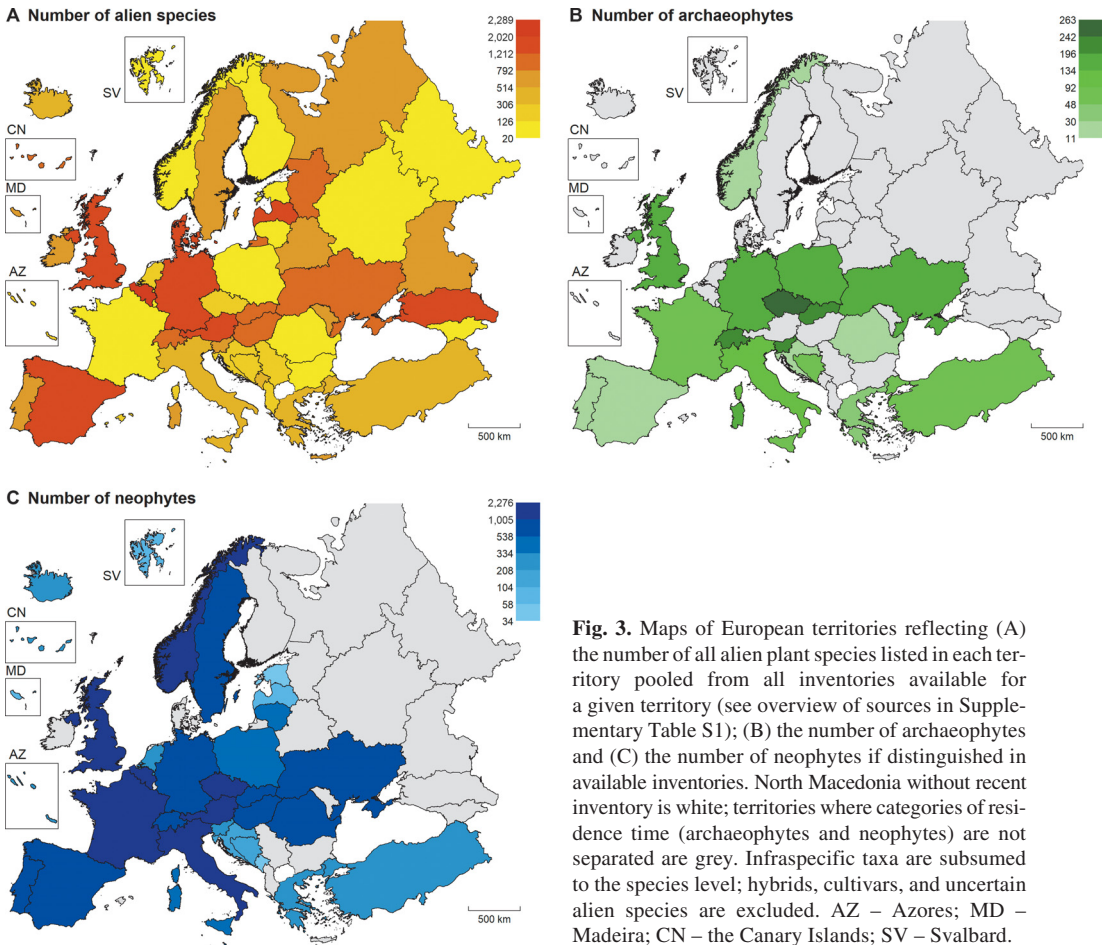 A Number of alien species
2,289
2,020
1,212
792
514
306
126
20
SV
CN
MD
AZ
500 km
B Number of archaeophytes
263
242
196
134
92
48
30
11
SV
CN
MD
AZ
500 km
C Number of neophytes
2,276
1,005
538
334
208
104
58
34
SV
CN
MD
AZ
500 km
Fig. 3. Maps of European territories reflecting (A)
the number of all alien plant species listed in each ter-
ritory pooled from all inventories available for
a given territory (see overview of sources in Supple-
mentary Table S1); (B) the number of archaeophytes
and (C) the number of neophytes if distinguished in
available inventories. North Macedonia without recent
inventory is white; territories where categories of resi-
dence time (archaeophytes and neophytes) are not
separated are grey. Infraspecific taxa are subsumed
to the species level; hybrids, cultivars, and uncertain
alien species are excluded. AZ – Azores; MD –
Madeira; CN – the Canary Islands; SV – Svalbard.